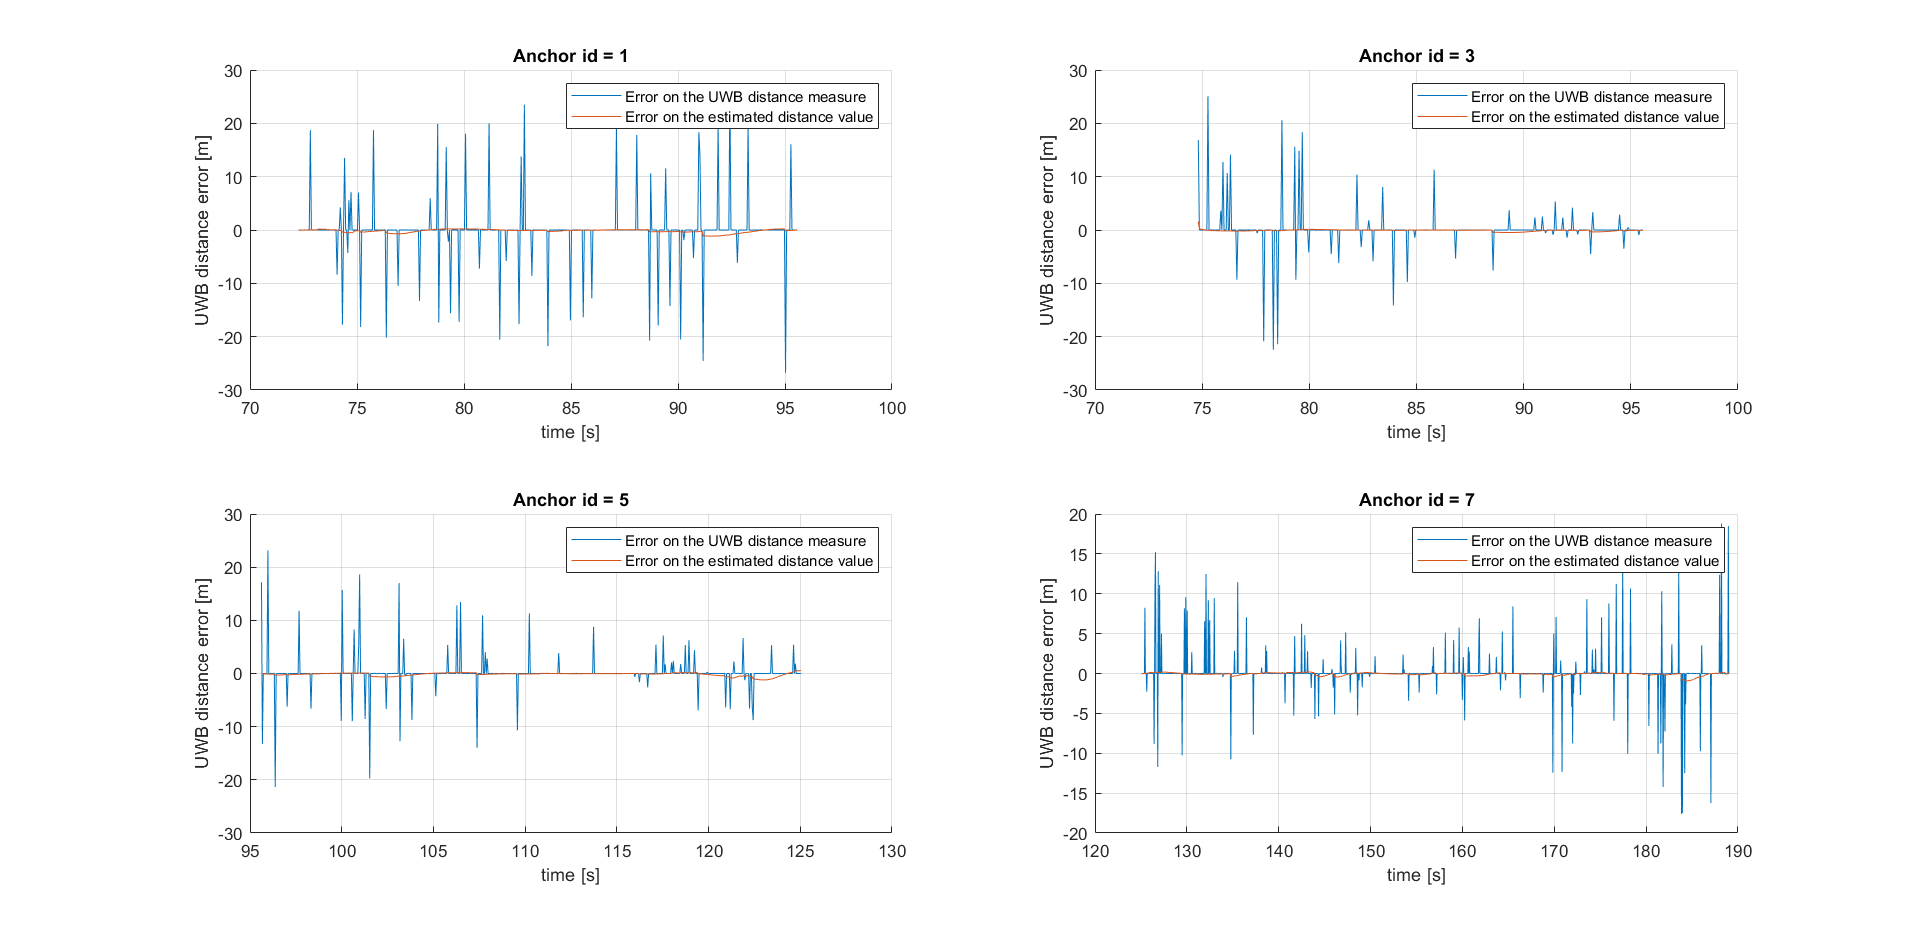 Anchor id = 1
30
20
10
0
-10
-20
-30
UWB distance error [m]
Error on the UWB distance measure
Error on the estimated distance value
70 75 80 85 90 95 100
time [s]
Anchor id = 3
30
20
10
0
-10
-20
-30
UWB distance error [m]
Error on the UWB distance measure
Error on the estimated distance value
70 75 80 85 90 95 100
time [s]
Anchor id = 5
30
20
10
0
-10
-20
-30
UWB distance error [m]
Error on the UWB distance measure
Error on the estimated distance value
95 100 105 110 115 120 125 130
time [s]
Anchor id = 7
20
15
10
5
0
-5
-10
-15
-20
UWB distance error [m]
Error on the UWB distance measure
Error on the estimated distance value
120 130 140 150 160 170 180 190
time [s]